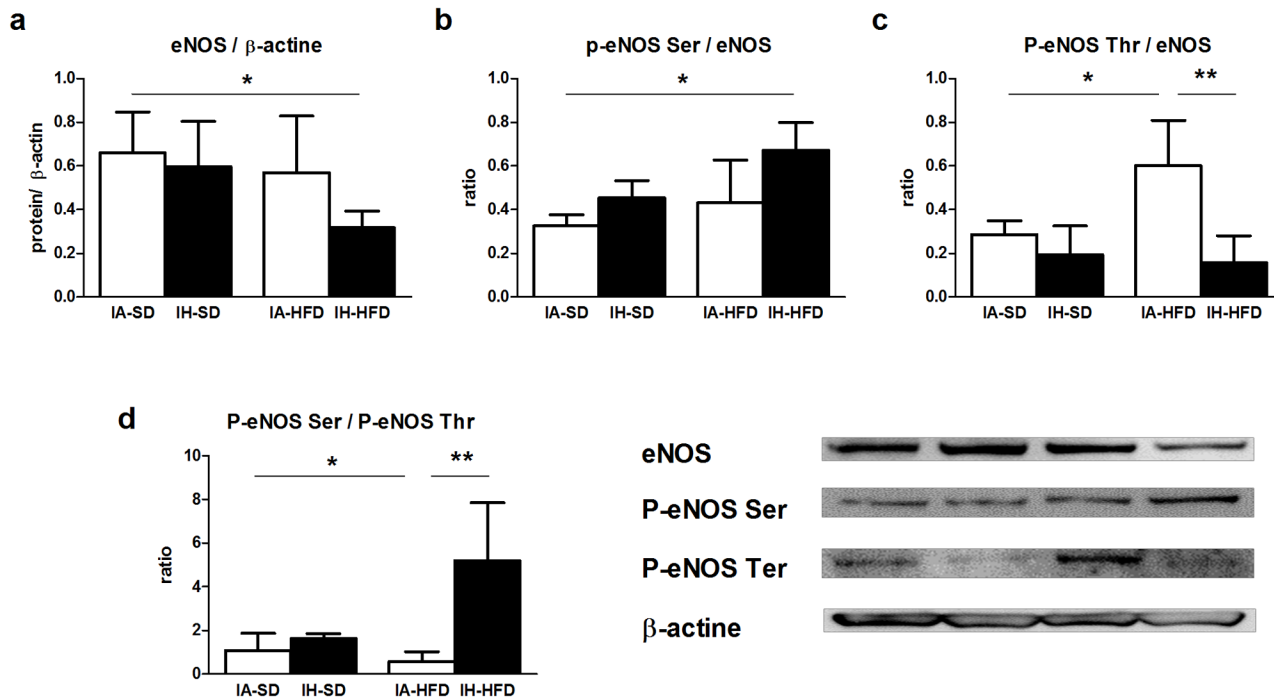 a
eNOS / β-actine
*
protein/ β-actin
1.0
0.8
0.6
0.4
0.2
0.0
IA-SD IH-SD IA-HFD IH-HFD
b
p-eNOS Ser / eNOS
*
ratio
1.0
0.8
0.6
0.4
0.2
0.0
IA-SD IH-SD IA-HFD IH-HFD
c
P-eNOS Thr / eNOS
* **
ratio
1.0
0.8
0.6
0.4
0.2
0.0
IA-SD IH-SD IA-HFD IH-HFD
d
P-eNOS Ser / P-eNOS Thr
* **
ratio
10
8
6
4
2
0
IA-SD IH-SD IA-HFD IH-HFD
eNOS
P-eNOS Ser
P-eNOS Ter
β-actine